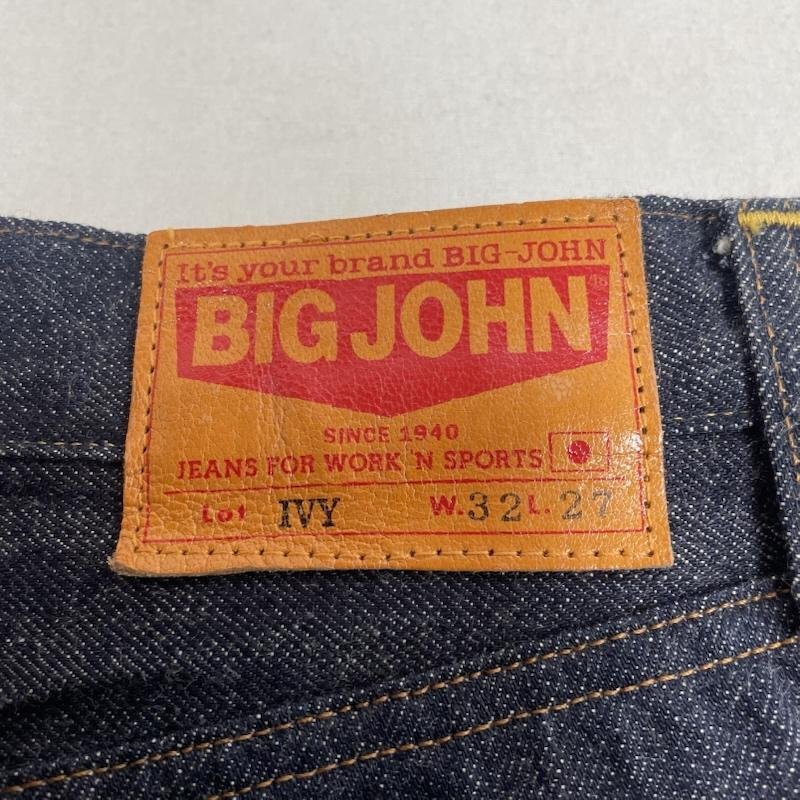 It's your brand BIG-JOHN
BIG JOHN
SINCE 1940
JEANS FOR WORK 'N SPORTS
Lot IVY W.32 L.27